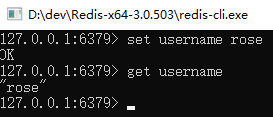 D:\dev\Redis-x64-3.0.503\redis-cli.exe
127.0.0.1:6379> set username rose
OK
127.0.0.1:6379> get username
"rose"
127.0.0.1:6379>